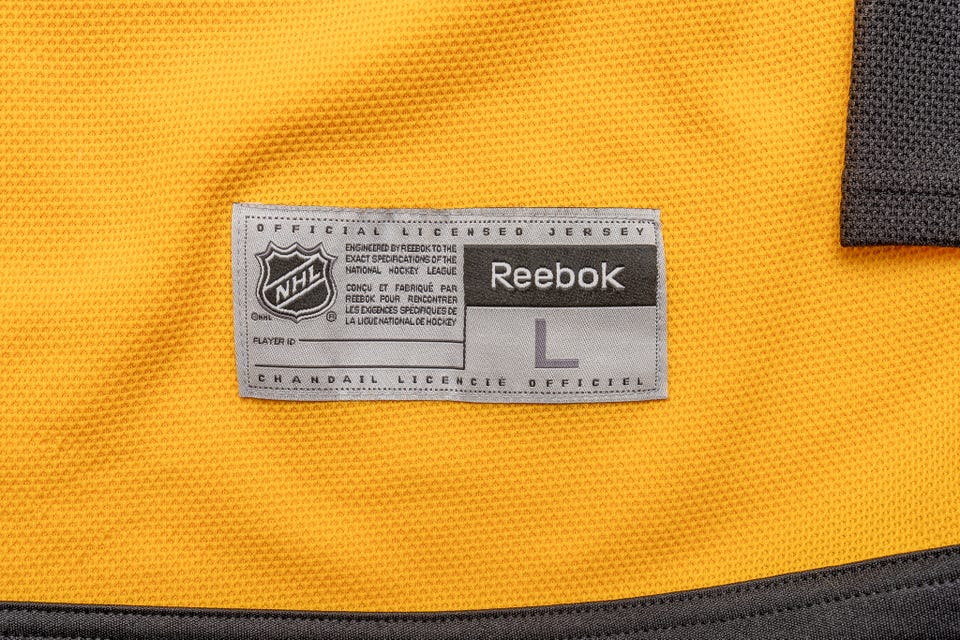 OFFICIAL LICENSED JERSEY
NHL
©NHL ®
ENGINEERED BY REEBOK TO THE
EXACT SPECIFICATIONS OF THE
NATIONAL HOCKEY LEAGUE
CONÇU ET FABRIQUÉ PAR
REEBOK POUR RENCONTRER
LES EXIGENCES SPÉCIFIQUES DE
LA LIGUE NATIONAL DE HOCKEY
PLAYER ID
Reebok
L
CHANDAIL LICENCIÉ OFFICIEL